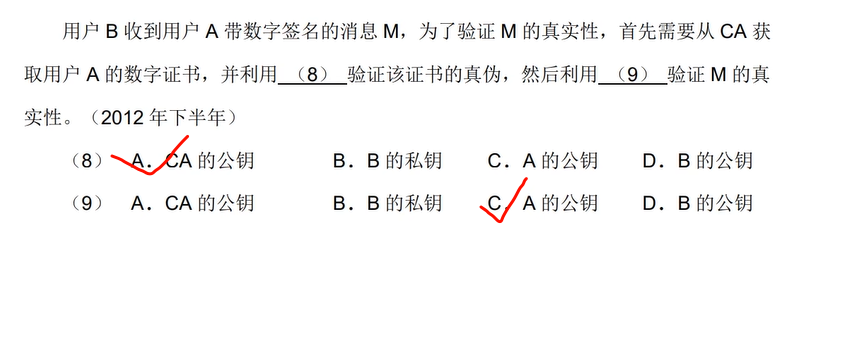 用户 B 收到用户 A 带数字签名的消息 M，为了验证 M 的真实性，首先需要从 CA 获
取用户 A 的数字证书，并利用 （8） 验证该证书的真伪，然后利用 （9） 验证 M 的真
实性。（2012 年下半年）
（8） A．CA 的公钥 B．B 的私钥 C．A 的公钥 D．B 的公钥
（9） A．CA 的公钥 B．B 的私钥 C．A 的公钥 D．B 的公钥